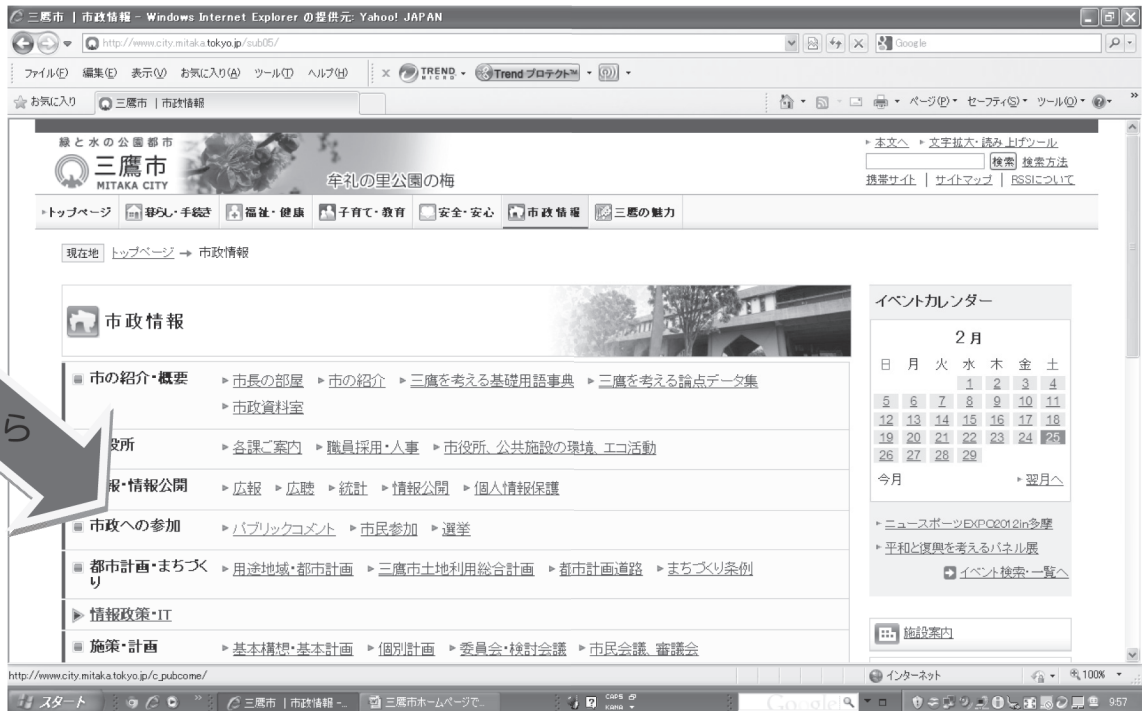 三鷹市 | 市政情報 - Windows Internet Explorer の提供元: Yahoo! JAPAN
http://www.city.mitaka.tokyo.jp/sub05/
Google
ファイル(F) 編集(E) 表示(V) お気に入り(A) ツール(T) ヘルプ(H) x TREND MICRO Trend プロテクト™
お気に入り 三鷹市 | 市政情報 ページ(P) セーフティ(S) ツール(O) »
緑と水の公園都市
三鷹市
MITAKA CITY
牟礼の里公園の梅
本文へ 文字拡大・読み上げツール
検索 検索方法
携帯サイト | サイトマップ | RSSについて
トップページ 暮らし・手続き 福祉・健康 子育て・教育 安全・安心 市政情報 三鷹の魅力
現在地 トップページ → 市政情報
市政情報
市の紹介・概要 市長の部屋 市の紹介 三鷹を考える基礎用語事典 三鷹を考える論点データ集
市政資料室
ら
役所 各課ご案内 職員採用・人事 市役所、公共施設の環境、エコ活動
報・情報公開 広報 広聴 統計 情報公開 個人情報保護
市政への参加 パブリックコメント 市民参加 選挙
都市計画・まちづくり 用途地域・都市計画 三鷹市土地利用総合計画 都市計画道路 まちづくり条例
情報政策・IT
施策・計画 基本構想・基本計画 個別計画 委員会・検討会議 市民会議、審議会
イベントカレンダー
2月
日 月 火 水 木 金 土
1 2 3 4
5 6 7 8 9 10 11
12 13 14 15 16 17 18
19 20 21 22 23 24 25
26 27 28 29
今月 翌月へ
ニュースポーツEXPO2012in多摩
平和と復興を考えるパネル展
イベント検索・一覧へ
施設案内
http://www.city.mitaka.tokyo.jp/c_pubcome/
インターネット 100%
スタート » 三鷹市 | 市政情報 -... 三鷹市ホームページで... CAPS KANA Google 9:57